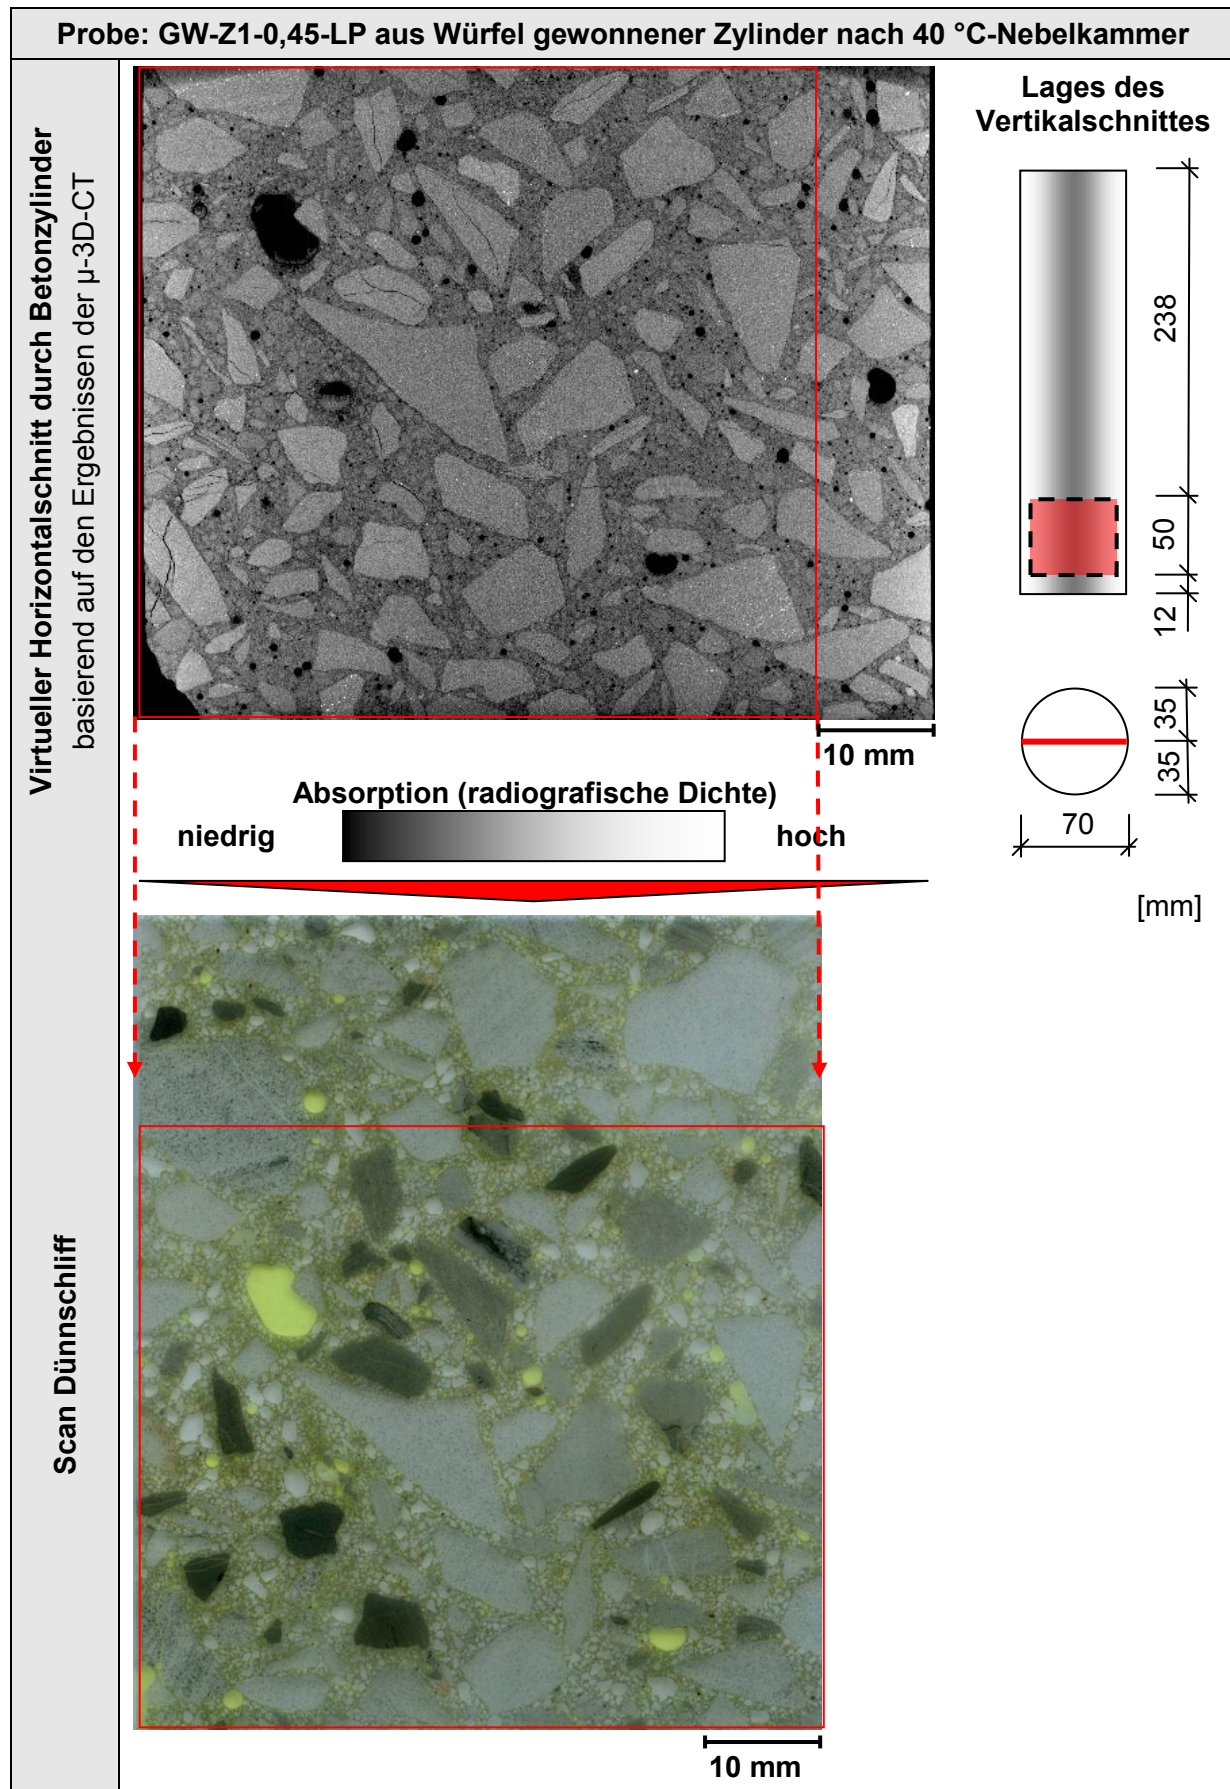 Probe: GW-Z1-0,45-LP aus Würfel gewonnener Zylinder nach 40 °C-Nebelkammer
Virtueller Horizontalschnitt durch Betonzylinder
basierend auf den Ergebnissen der µ-3D-CT
Lages des
Vertikalschnittes
238
50
12
35
35
70
[mm]
10 mm
Absorption (radiografische Dichte)
niedrig
hoch
Scan Dünnschliff
10 mm